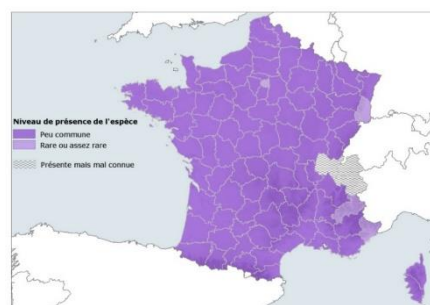 Niveau de présence de l'espèce
Peu commune
Rare ou assez rare
Présente mais mal connue